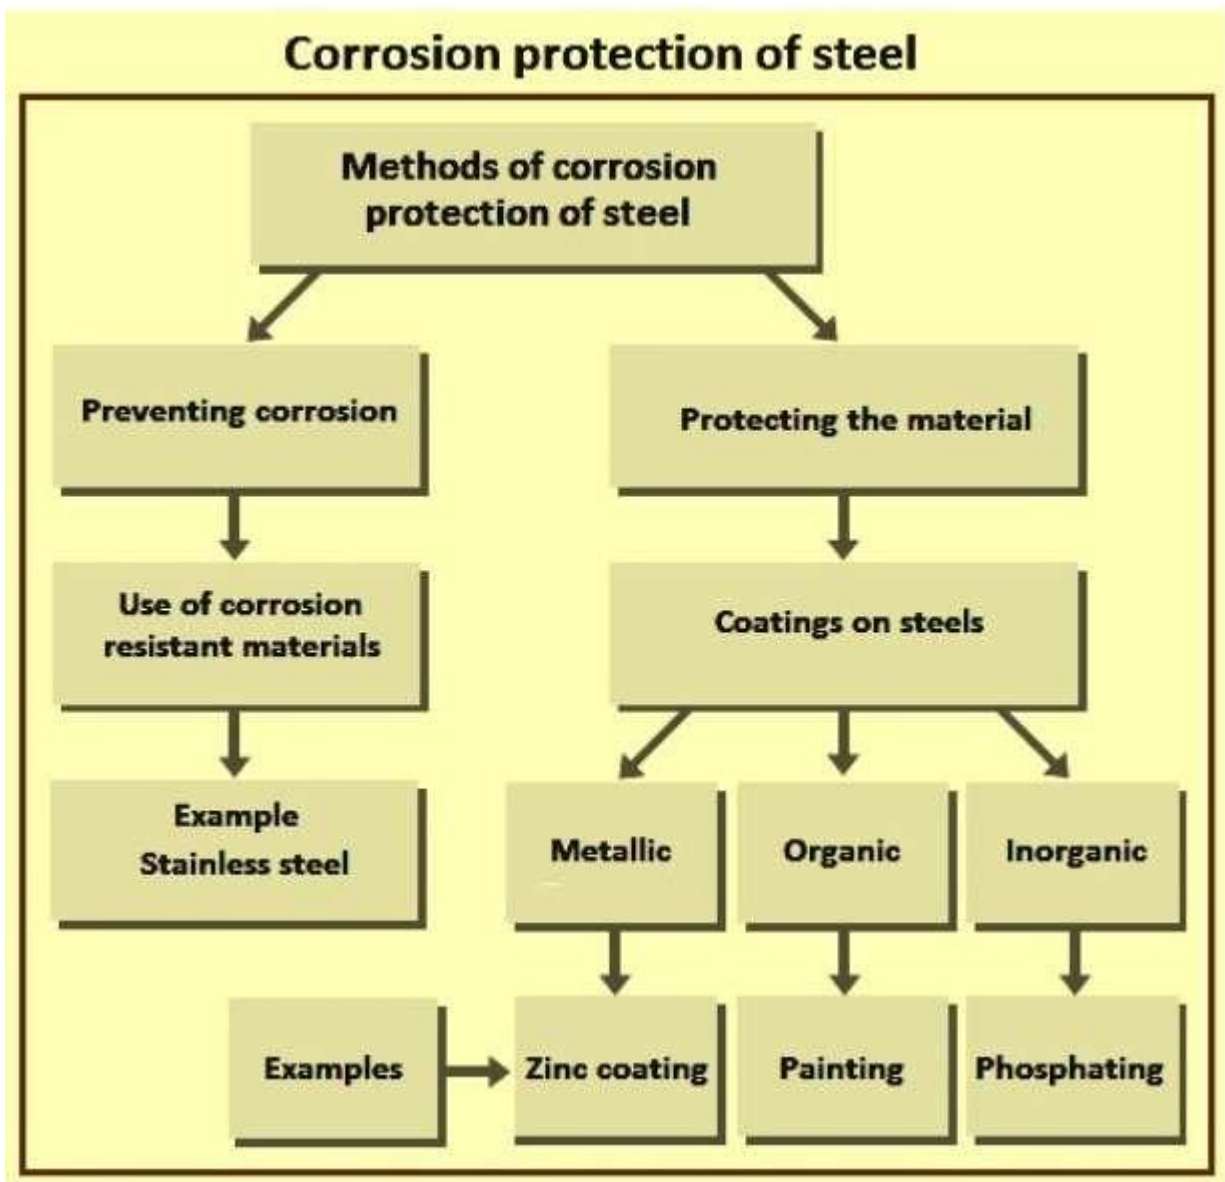 Corrosion protection of steel
Methods of corrosion
protection of steel
Preventing corrosion
Protecting the material
Use of corrosion
resistant materials
Coatings on steels
Example
Stainless steel
Metallic
Organic
Inorganic
Examples
Zinc coating
Painting
Phosphating